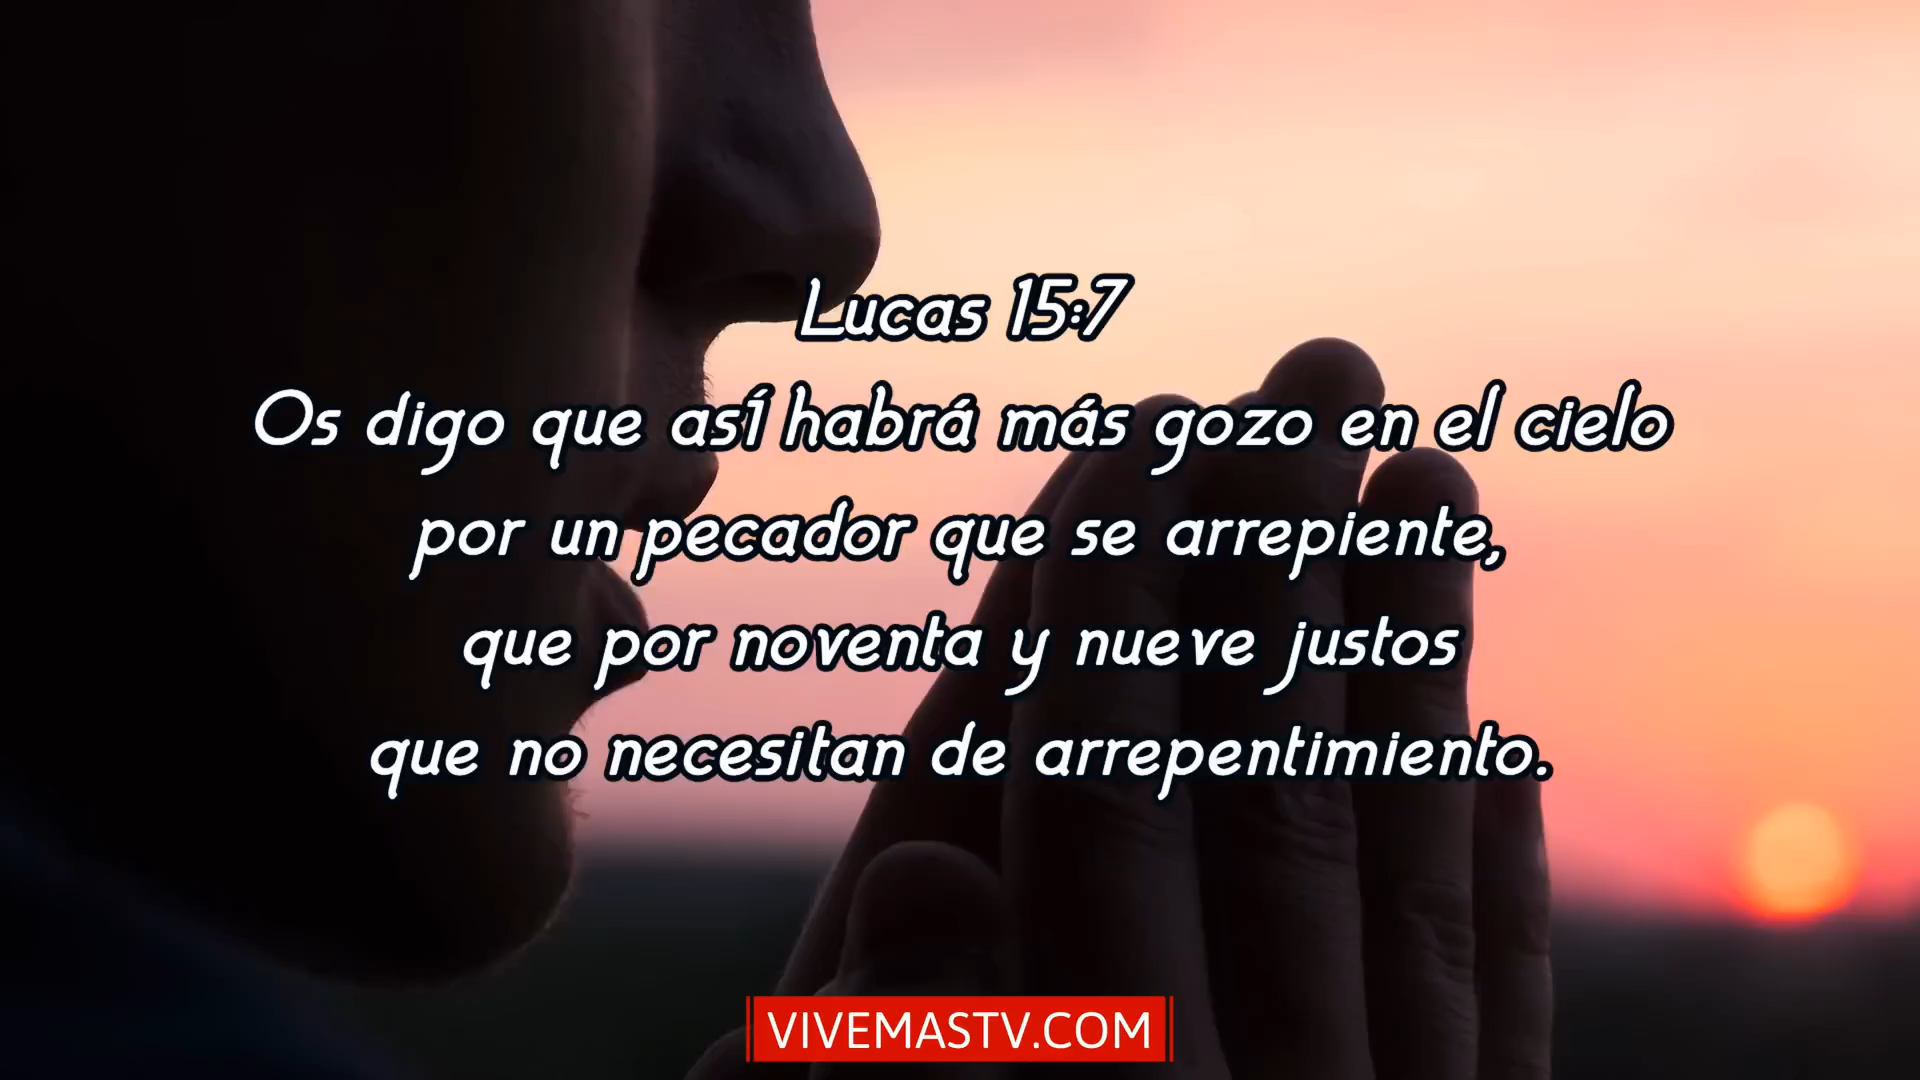 Lucas 15:7
Os digo que así habrá más gozo en el cielo
por un pecador que se arrepiente,
que por noventa y nueve justos
que no necesitan de arrepentimiento.
VIVEMASTV.COM